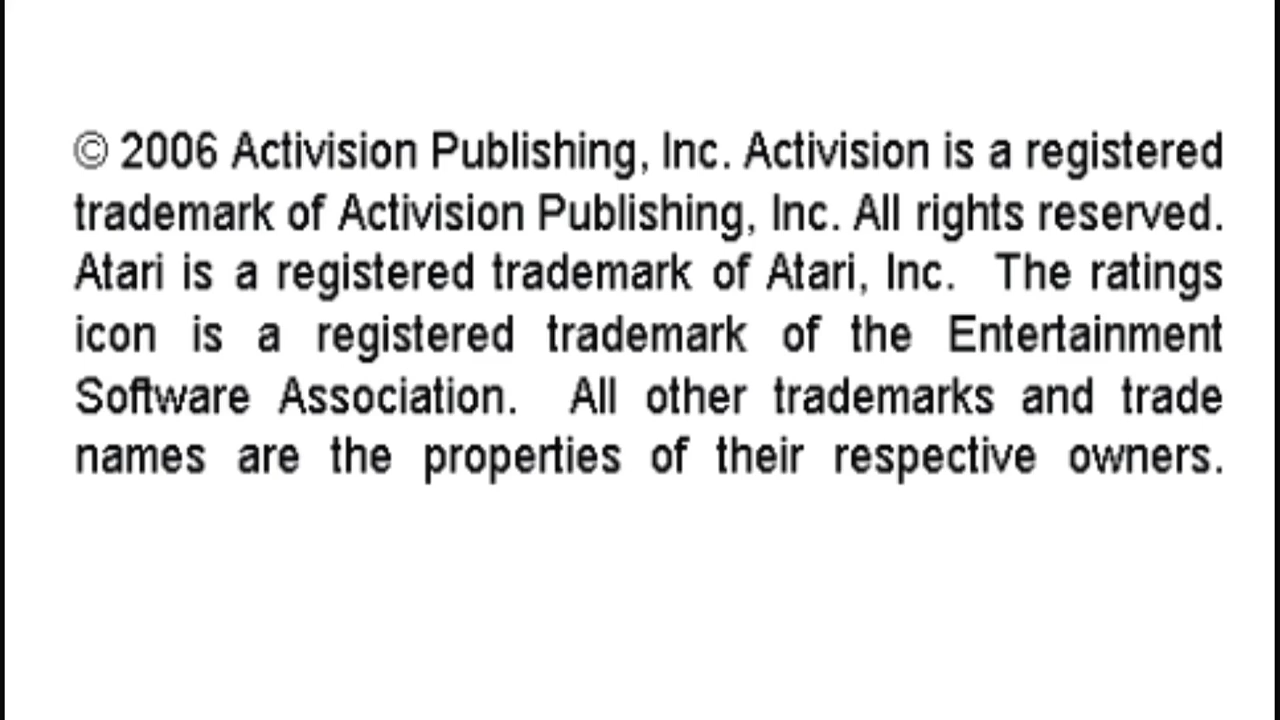 © 2006 Activision Publishing, Inc. Activision is a registered
trademark of Activision Publishing, Inc. All rights reserved.
Atari is a registered trademark of Atari, Inc.  The ratings
icon is a registered trademark of the Entertainment
Software Association.  All other trademarks and trade
names are the properties of their respective owners.